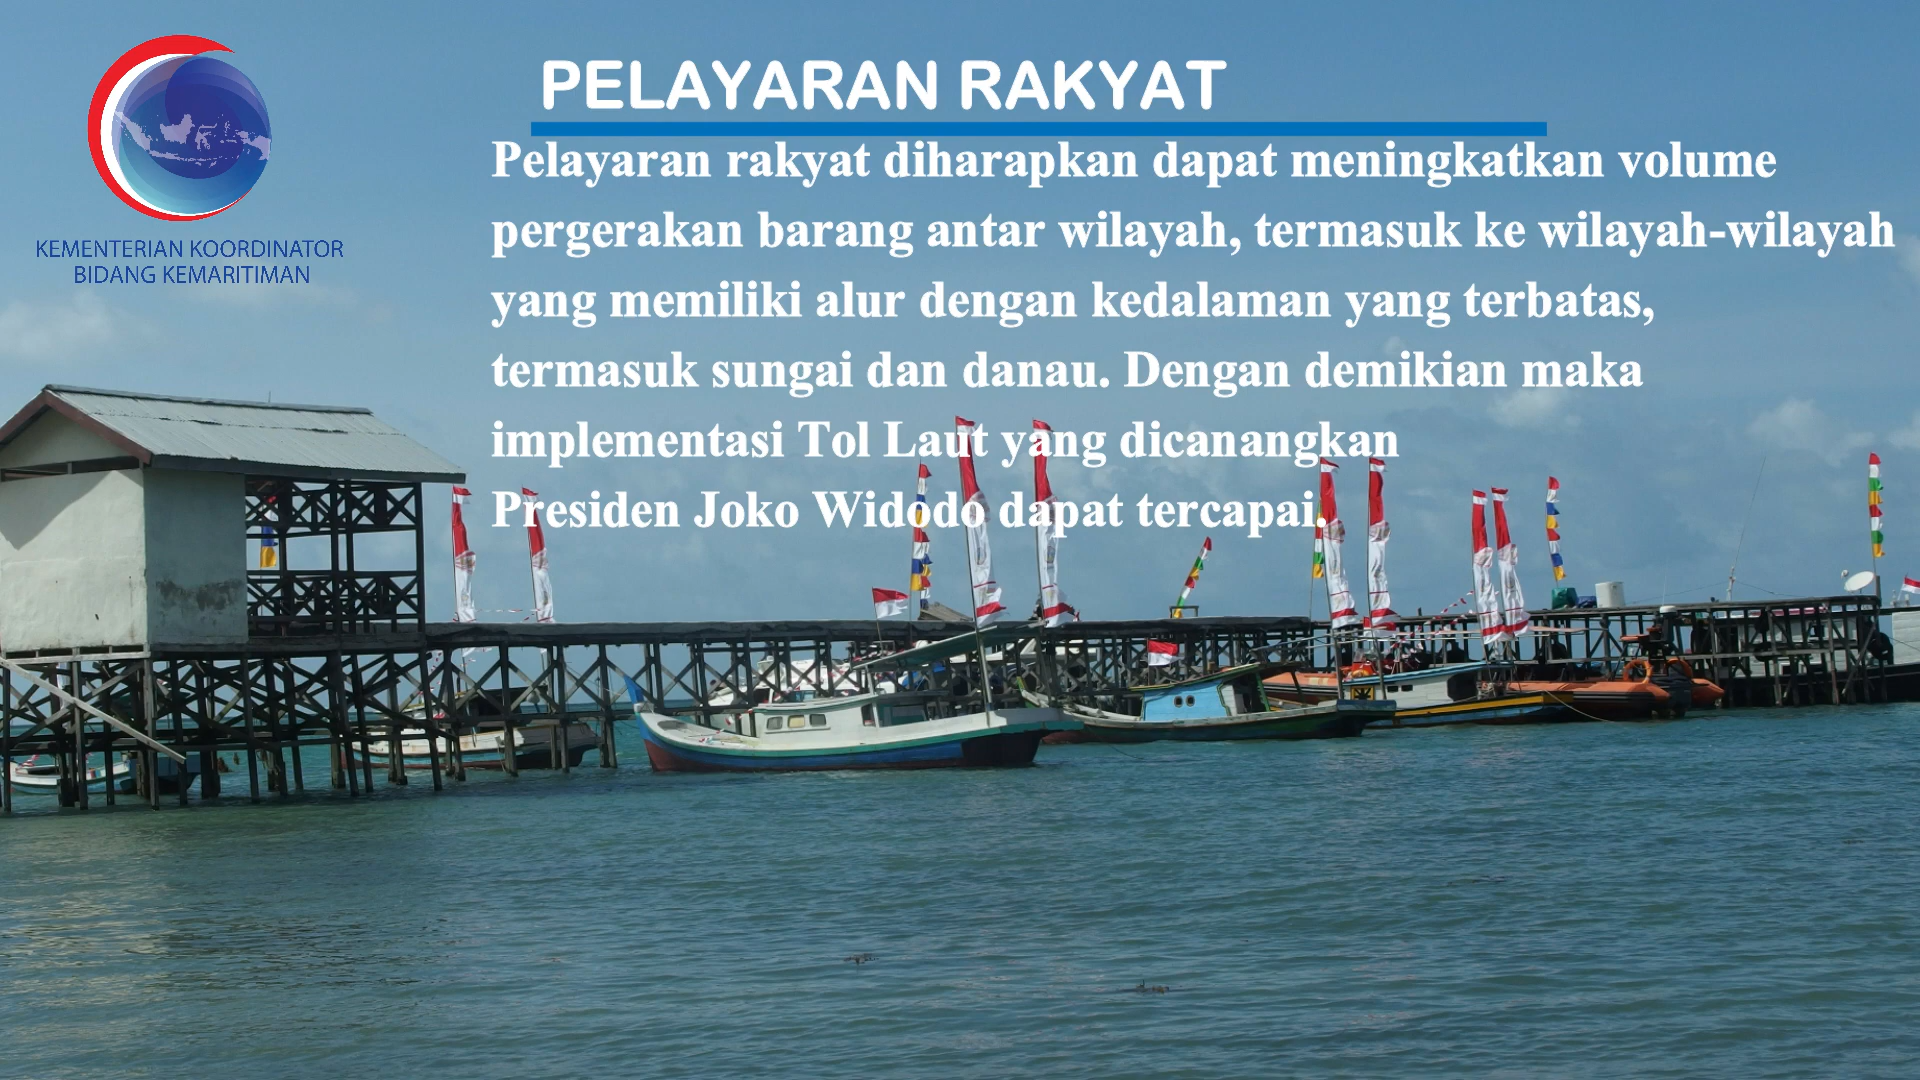 KEMENTERIAN KOORDINATOR
BIDANG KEMARITIMAN
PELAYARAN RAKYAT
Pelayaran rakyat diharapkan dapat meningkatkan volume
pergerakan barang antar wilayah, termasuk ke wilayah-wilayah
yang memiliki alur dengan kedalaman yang terbatas,
termasuk sungai dan danau. Dengan demikian maka
implementasi Tol Laut yang dicanangkan
Presiden Joko Widodo dapat tercapai.